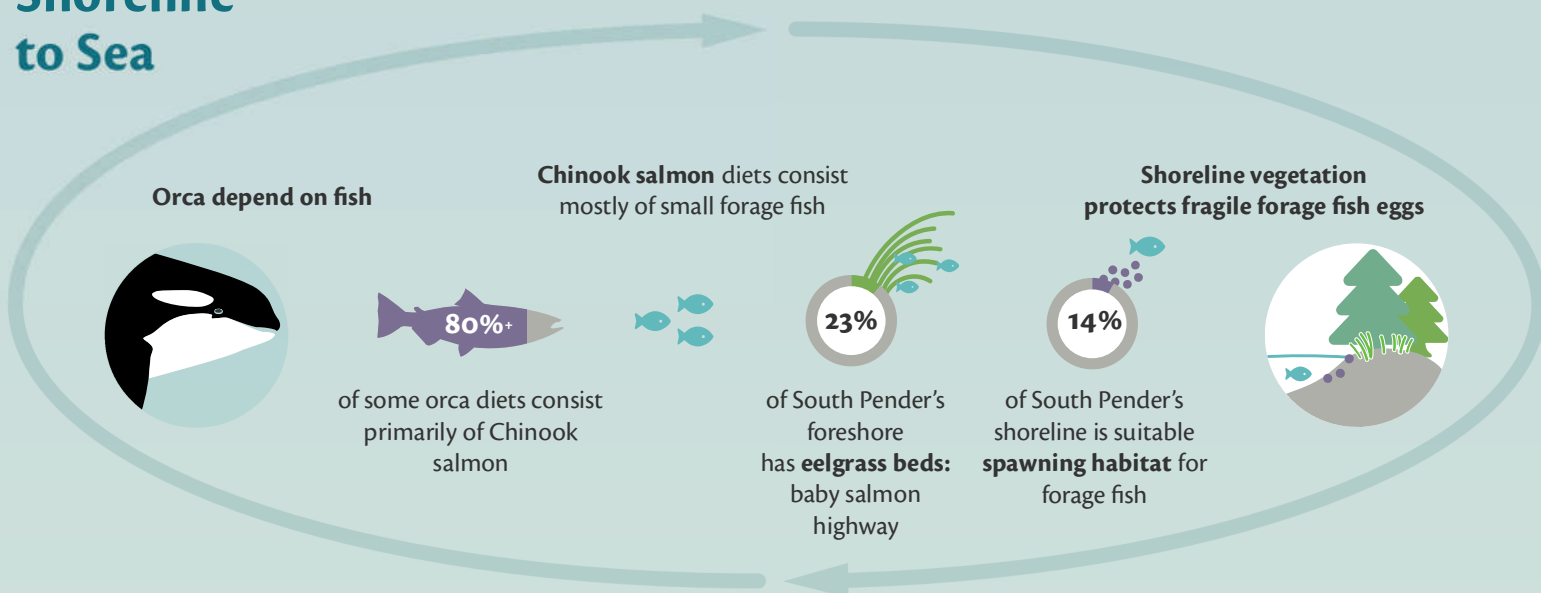 Shoreline
to Sea
Orca depend on fish
80%+
of some orca diets consist
primarily of Chinook
salmon
Chinook salmon diets consist
mostly of small forage fish
23%
of South Pender's
foreshore
has eelgrass beds:
baby salmon
highway
14%
of South Pender's
shoreline is suitable
spawning habitat for
forage fish
Shoreline vegetation
protects fragile forage fish eggs